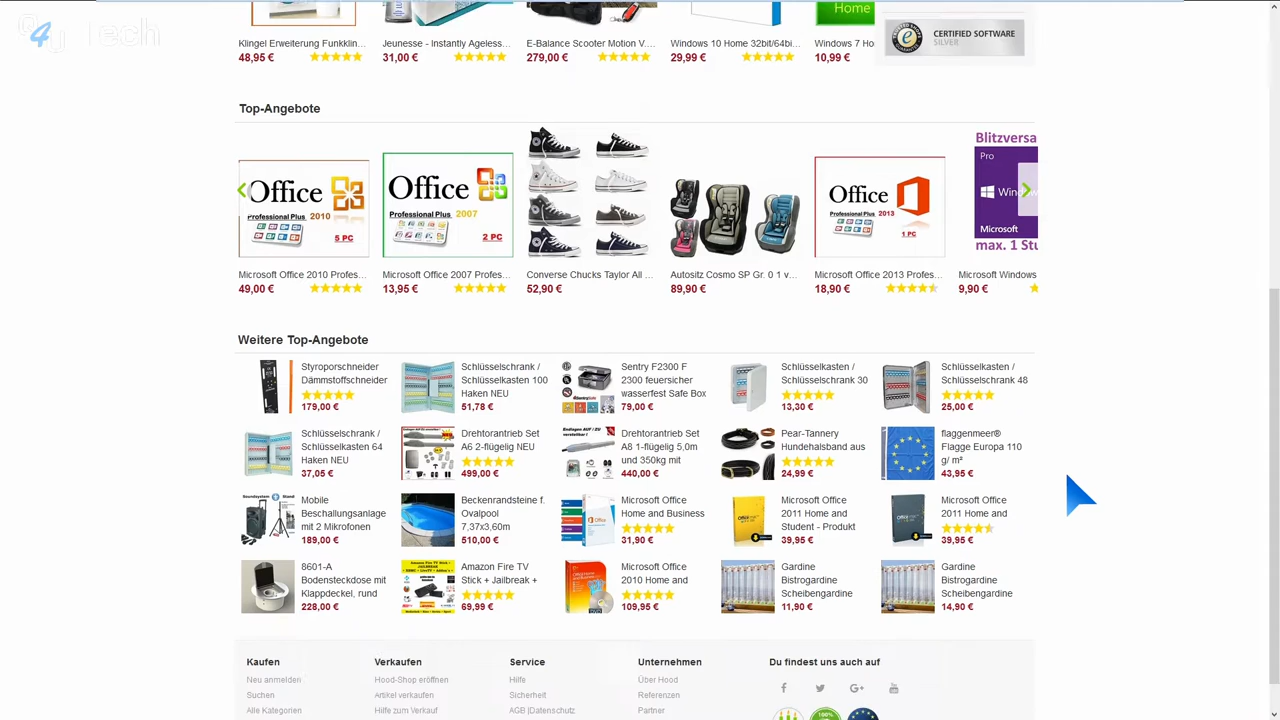 G4U Tech
Home
Klingel Erweiterung Funkklin...
48,95 €
Jeunesse - Instantly Ageless...
31,00 €
E-Balance Scooter Motion V....
279,00 €
Windows 10 Home 32bit/64bi...
29,99 €
Windows 7 Ho
10,99 €
CERTIFIED SOFTWARE
SILVER
Top-Angebote
Office
Professional Plus 2010
5 PC
Office
Professional Plus 2007
2 PC
Office
Professional Plus 2013
1 PC
Blitzversa
Pro
Wind
Microsoft
max. 1 Stu
Microsoft Office 2010 Profes...
49,00 €
Microsoft Office 2007 Profes...
13,95 €
Converse Chucks Taylor All ...
52,90 €
Autositz Cosmo SP Gr. 0 1 v...
89,90 €
Microsoft Office 2013 Profes...
18,90 €
Microsoft Windows
9,90 €
Weitere Top-Angebote
Styroporschneider
Dämmstoffschneider
179,00 €
Schlüsselschrank /
Schlüsselkasten 100
Haken NEU
51,78 €
Sentry F2300 F
2300 feuersicher
wasserfest Safe Box
79,00 €
Schlüsselkasten /
Schlüsselschrank 30
13,30 €
Schlüsselkasten /
Schlüsselschrank 48
25,00 €
Schlüsselschrank /
Schlüsselkasten 64
Haken NEU
37,05 €
Drehtorantrieb Set
A6 2-flügelig NEU
499,00 €
Drehtorantrieb Set
A8 1-flügelig 5,0m
und 350kg mit
440,00 €
Pear-Tannery
Hundehalsband aus
24,99 €
flaggenmeer®
Flagge Europa 110
g/ m²
43,95 €
Mobile
Beschallungsanlage
mit 2 Mikrofonen
189,00 €
Beckenrandsteine f.
Ovalpool
7,37x3,60m
510,00 €
Microsoft Office
Home and Business
31,90 €
Microsoft Office
2011 Home and
Student - Produkt
39,95 €
Microsoft Office
2011 Home and
39,95 €
8601-A
Bodensteckdose mit
Klappdeckel, rund
228,00 €
Amazon Fire TV
Stick + Jailbreak +
69,99 €
Microsoft Office
2010 Home and
109,95 €
Gardine
Bistrogardine
Scheibengardine
11,90 €
Gardine
Bistrogardine
Scheibengardine
14,90 €
Kaufen
Neu anmelden
Suchen
Alle Kategorien
Verkaufen
Hood-Shop eröffnen
Artikel verkaufen
Hilfe zum Verkauf
Service
Hilfe
Sicherheit
AGB |Datenschutz
Unternehmen
Über Hood
Referenzen
Partner
Du findest uns auch auf